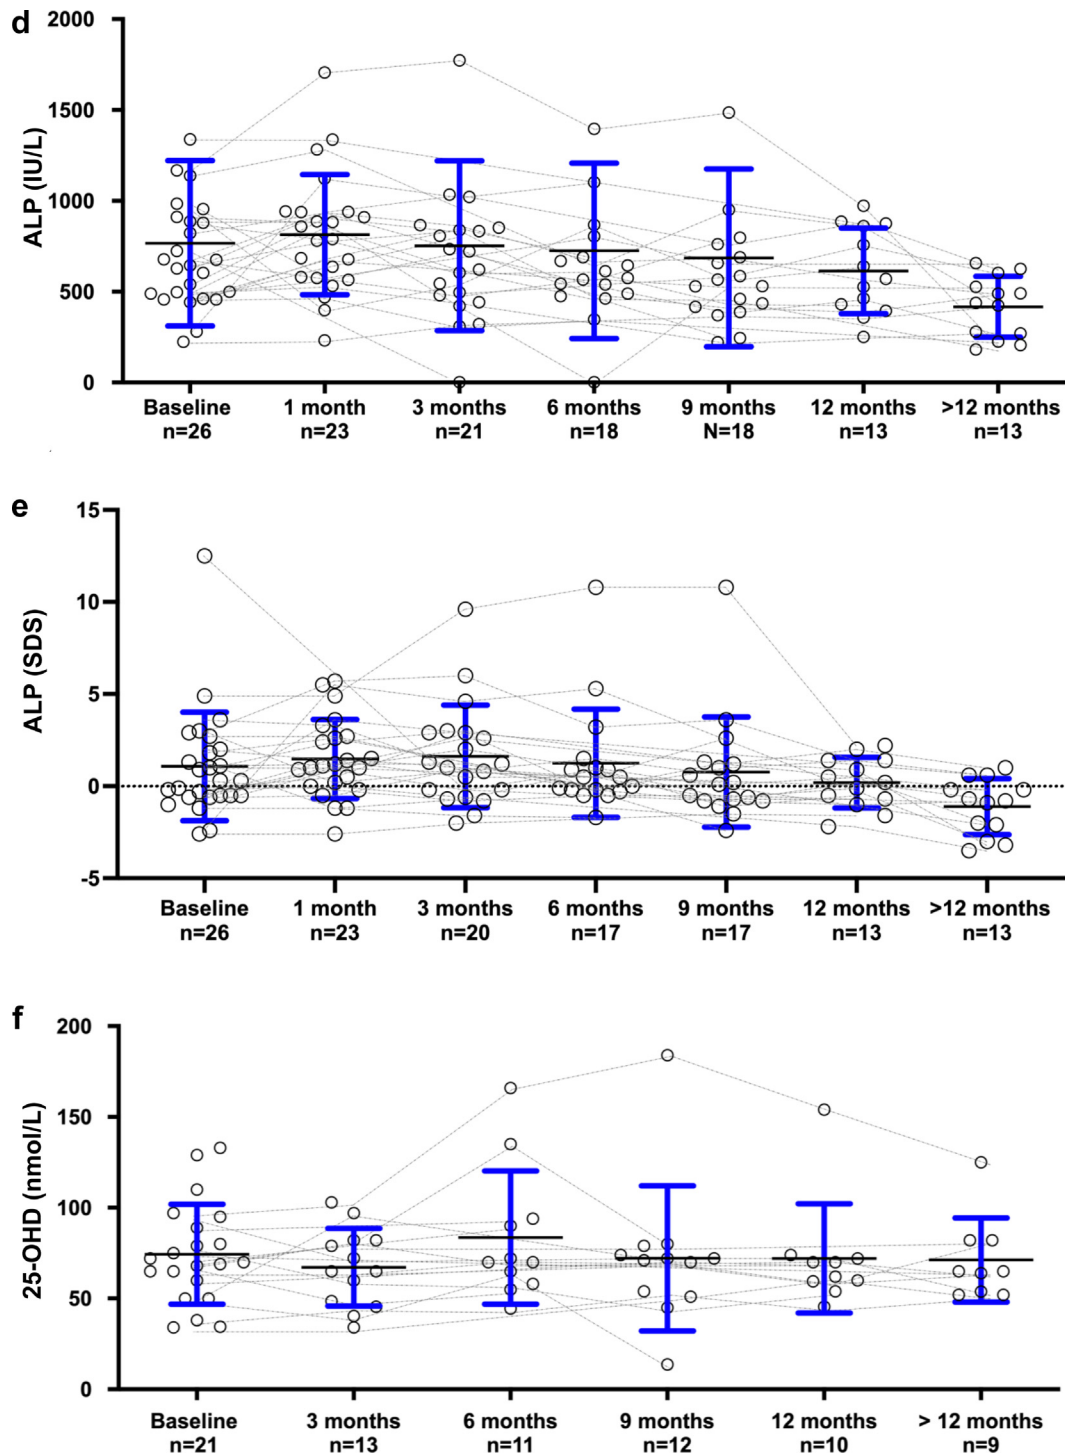 d
ALP (IU/L)
2000
1500
1000
500
0
Baseline 1 month 3 months 6 months 9 months 12 months >12 months
n=26 n=23 n=21 n=18 N=18 n=13 n=13
e
ALP (SDS)
15
10
5
0
-5
Baseline 1 month 3 months 6 months 9 months 12 months >12 months
n=26 n=23 n=20 n=17 n=17 n=13 n=13
f
25-OHD (nmol/L)
200
150
100
50
0
Baseline 3 months 6 months 9 months 12 months > 12 months
n=21 n=13 n=11 n=12 n=10 n=9